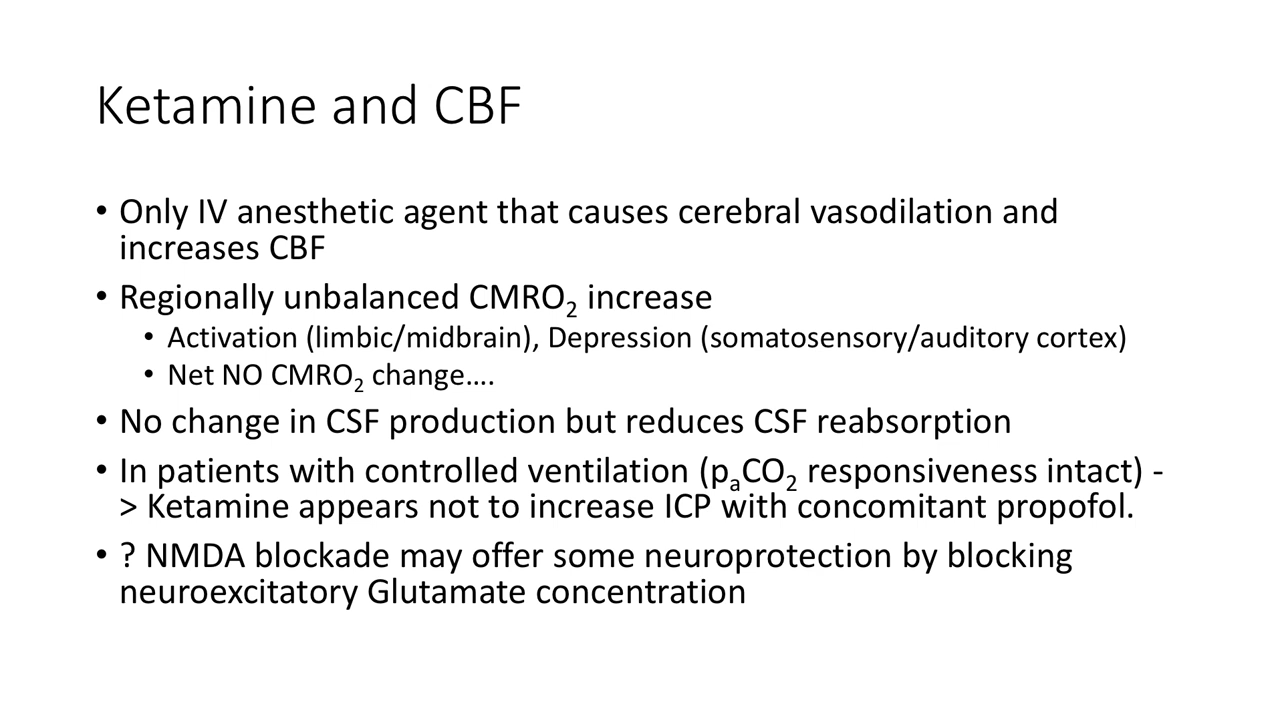 Ketamine and CBF
• Only IV anesthetic agent that causes cerebral vasodilation and
increases CBF
• Regionally unbalanced CMRO₂ increase
• Activation (limbic/midbrain), Depression (somatosensory/auditory cortex)
• Net NO CMRO₂ change….
• No change in CSF production but reduces CSF reabsorption
• In patients with controlled ventilation (pₐCO₂ responsiveness intact) -
> Ketamine appears not to increase ICP with concomitant propofol.
• ? NMDA blockade may offer some neuroprotection by blocking
neuroexcitatory Glutamate concentration